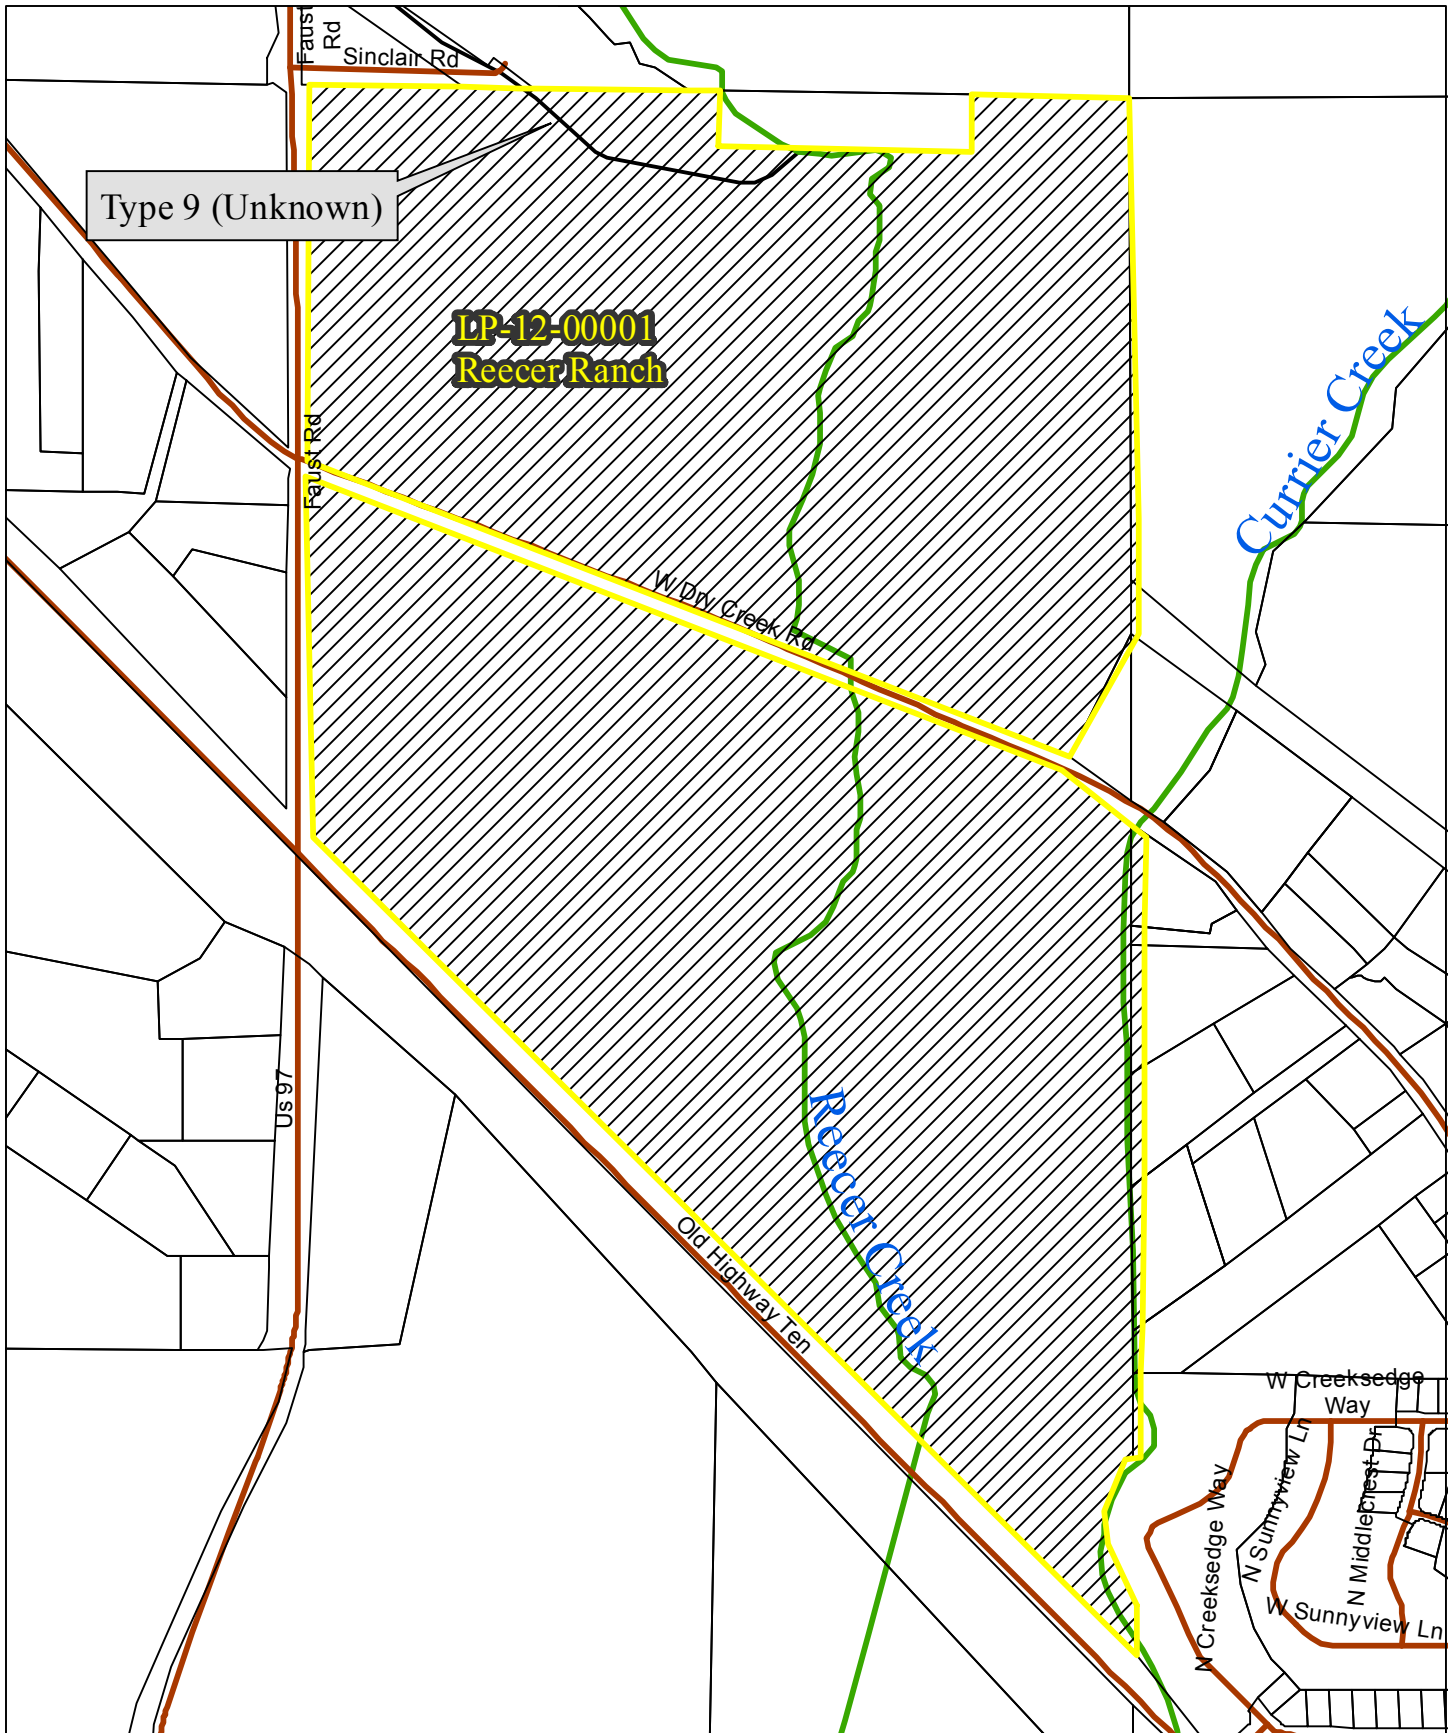 Faust
Rd
Sinclair Rd
Type 9 (Unknown)
LP-12-00001
Reecer Ranch
Currier Creek
Faust Rd
W Dry Creek Rd
Us 97
Reecer Creek
Old Highway Ten
W Creeksedge
Way
N Creeksedge Way
N Sunnyview Ln
N Middlecrest Dr
W Sunnyview Ln